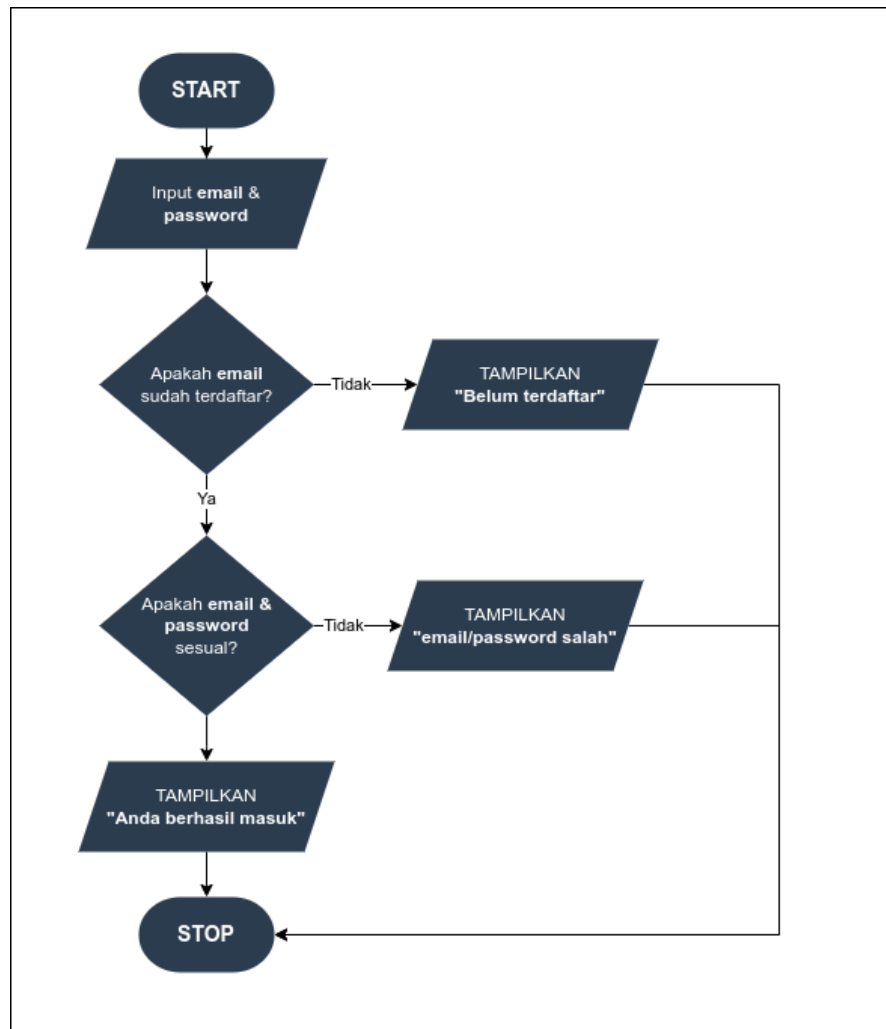 START
Input email &
password
Apakah email
sudah terdaftar?
Tidak
TAMPILKAN
"Belum terdaftar"
Ya
Apakah email &
password
sesual?
Tidak
TAMPILKAN
"email/password salah"
TAMPILKAN
"Anda berhasil masuk"
STOP